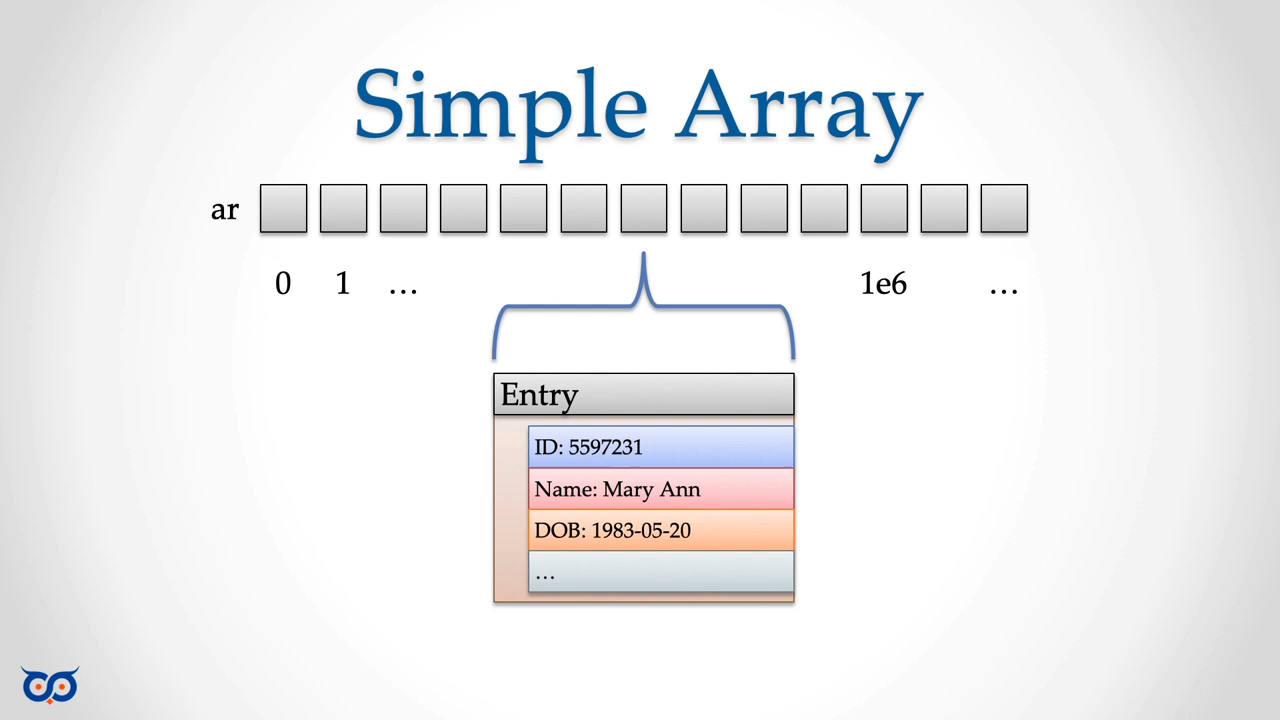 Simple Array
ar
0 1 … 1e6 …
Entry
ID: 5597231
Name: Mary Ann
DOB: 1983-05-20
…